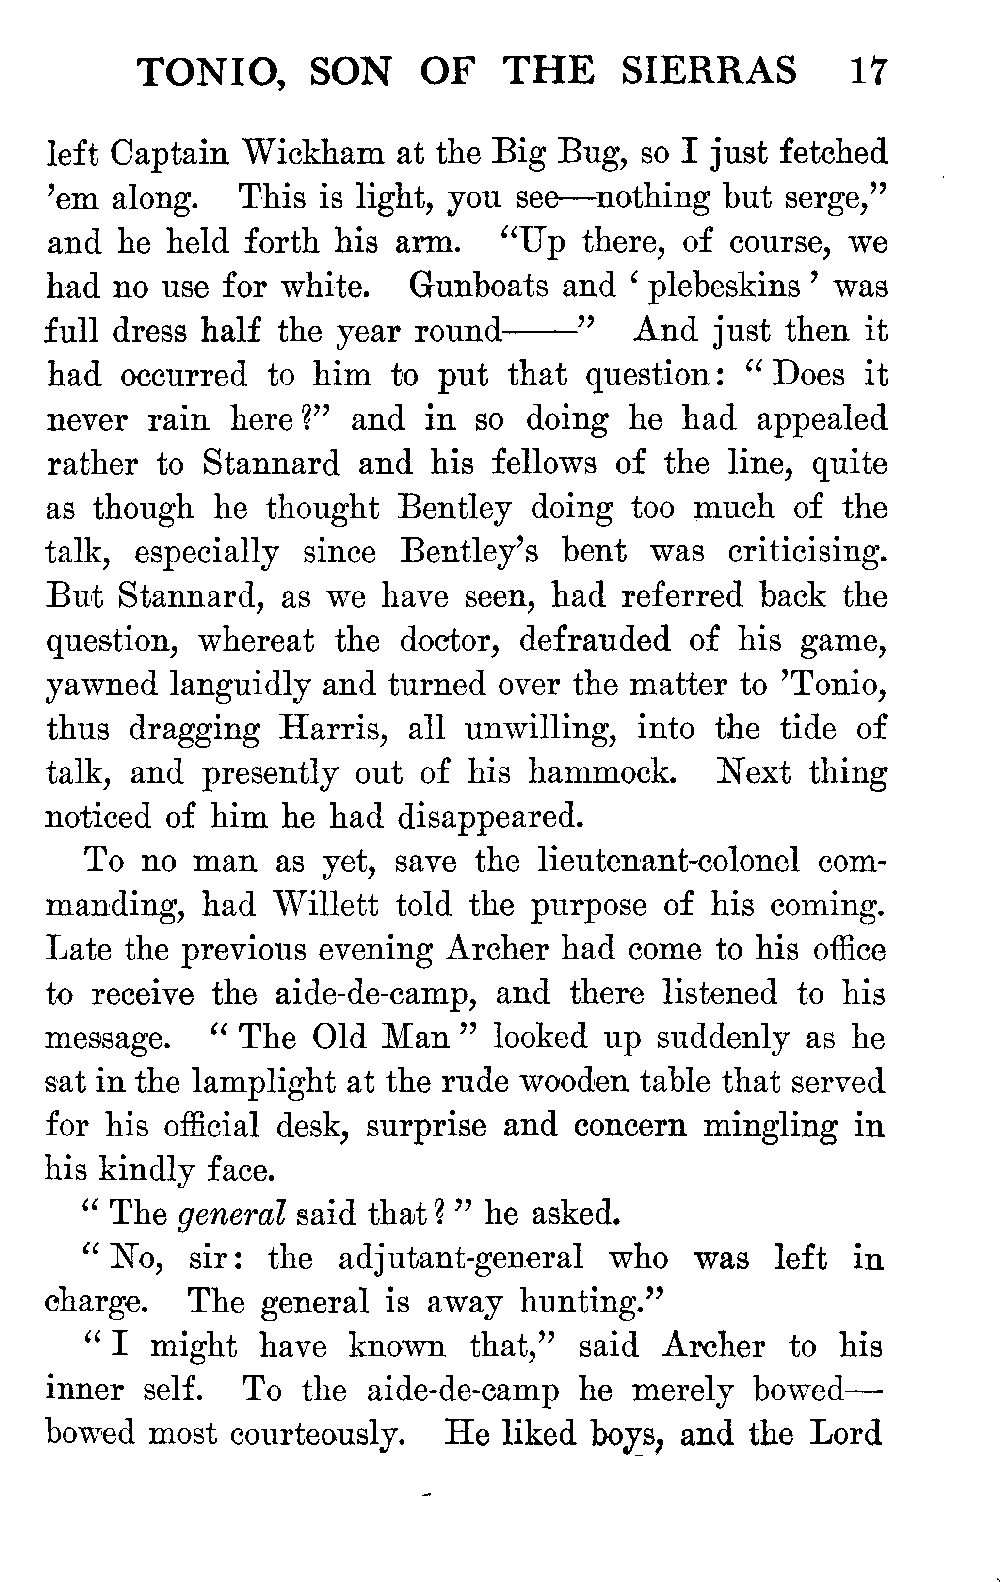 TONIO, SON OF THE SIERRAS 17
left Captain Wickham at the Big Bug, so I just fetched
’em along. This is light, you see—nothing but serge,”
and he held forth his arm. “Up there, of course, we
had no use for white. Gunboats and ‘ plebeskins ’ was
full dress half the year round——” And just then it
had occurred to him to put that question: “ Does it
never rain here?” and in so doing he had appealed
rather to Stannard and his fellows of the line, quite
as though he thought Bentley doing too much of the
talk, especially since Bentley’s bent was criticising.
But Stannard, as we have seen, had referred back the
question, whereat the doctor, defrauded of his game,
yawned languidly and turned over the matter to ’Tonio,
thus dragging Harris, all unwilling, into the tide of
talk, and presently out of his hammock. Next thing
noticed of him he had disappeared.
To no man as yet, save the lieutenant-colonel com-
manding, had Willett told the purpose of his coming.
Late the previous evening Archer had come to his office
to receive the aide-de-camp, and there listened to his
message. “ The Old Man ” looked up suddenly as he
sat in the lamplight at the rude wooden table that served
for his official desk, surprise and concern mingling in
his kindly face.
“ The general said that? ” he asked.
“ No, sir: the adjutant-general who was left in
charge. The general is away hunting.”
“ I might have known that,” said Archer to his
inner self. To the aide-de-camp he merely bowed—
bowed most courteously. He liked boys, and the Lord